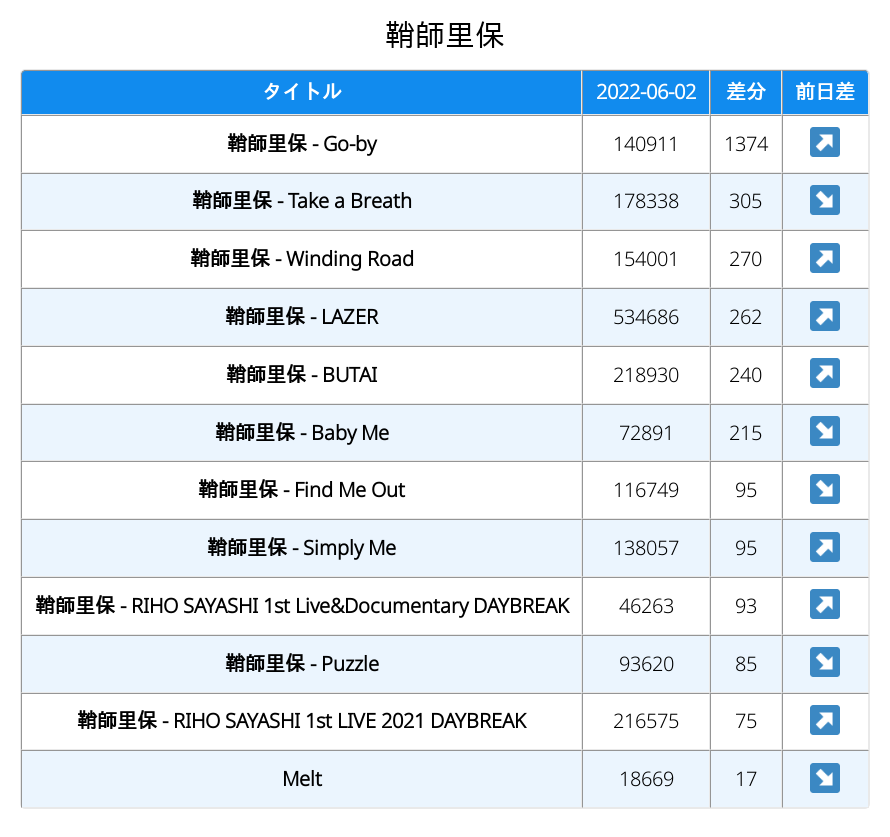 鞘師里保
タイトル 2022-06-02 差分 前日差
鞘師里保 - Go-by 140911 1374 ↗
鞘師里保 - Take a Breath 178338 305 ↘
鞘師里保 - Winding Road 154001 270 ↗
鞘師里保 - LAZER 534686 262 ↗
鞘師里保 - BUTAI 218930 240 ↗
鞘師里保 - Baby Me 72891 215 ↘
鞘師里保 - Find Me Out 116749 95 ↘
鞘師里保 - Simply Me 138057 95 ↗
鞘師里保 - RIHO SAYASHI 1st Live&Documentary DAYBREAK 46263 93 ↗
鞘師里保 - Puzzle 93620 85 ↘
鞘師里保 - RIHO SAYASHI 1st LIVE 2021 DAYBREAK 216575 75 ↗
Melt 18669 17 ↘